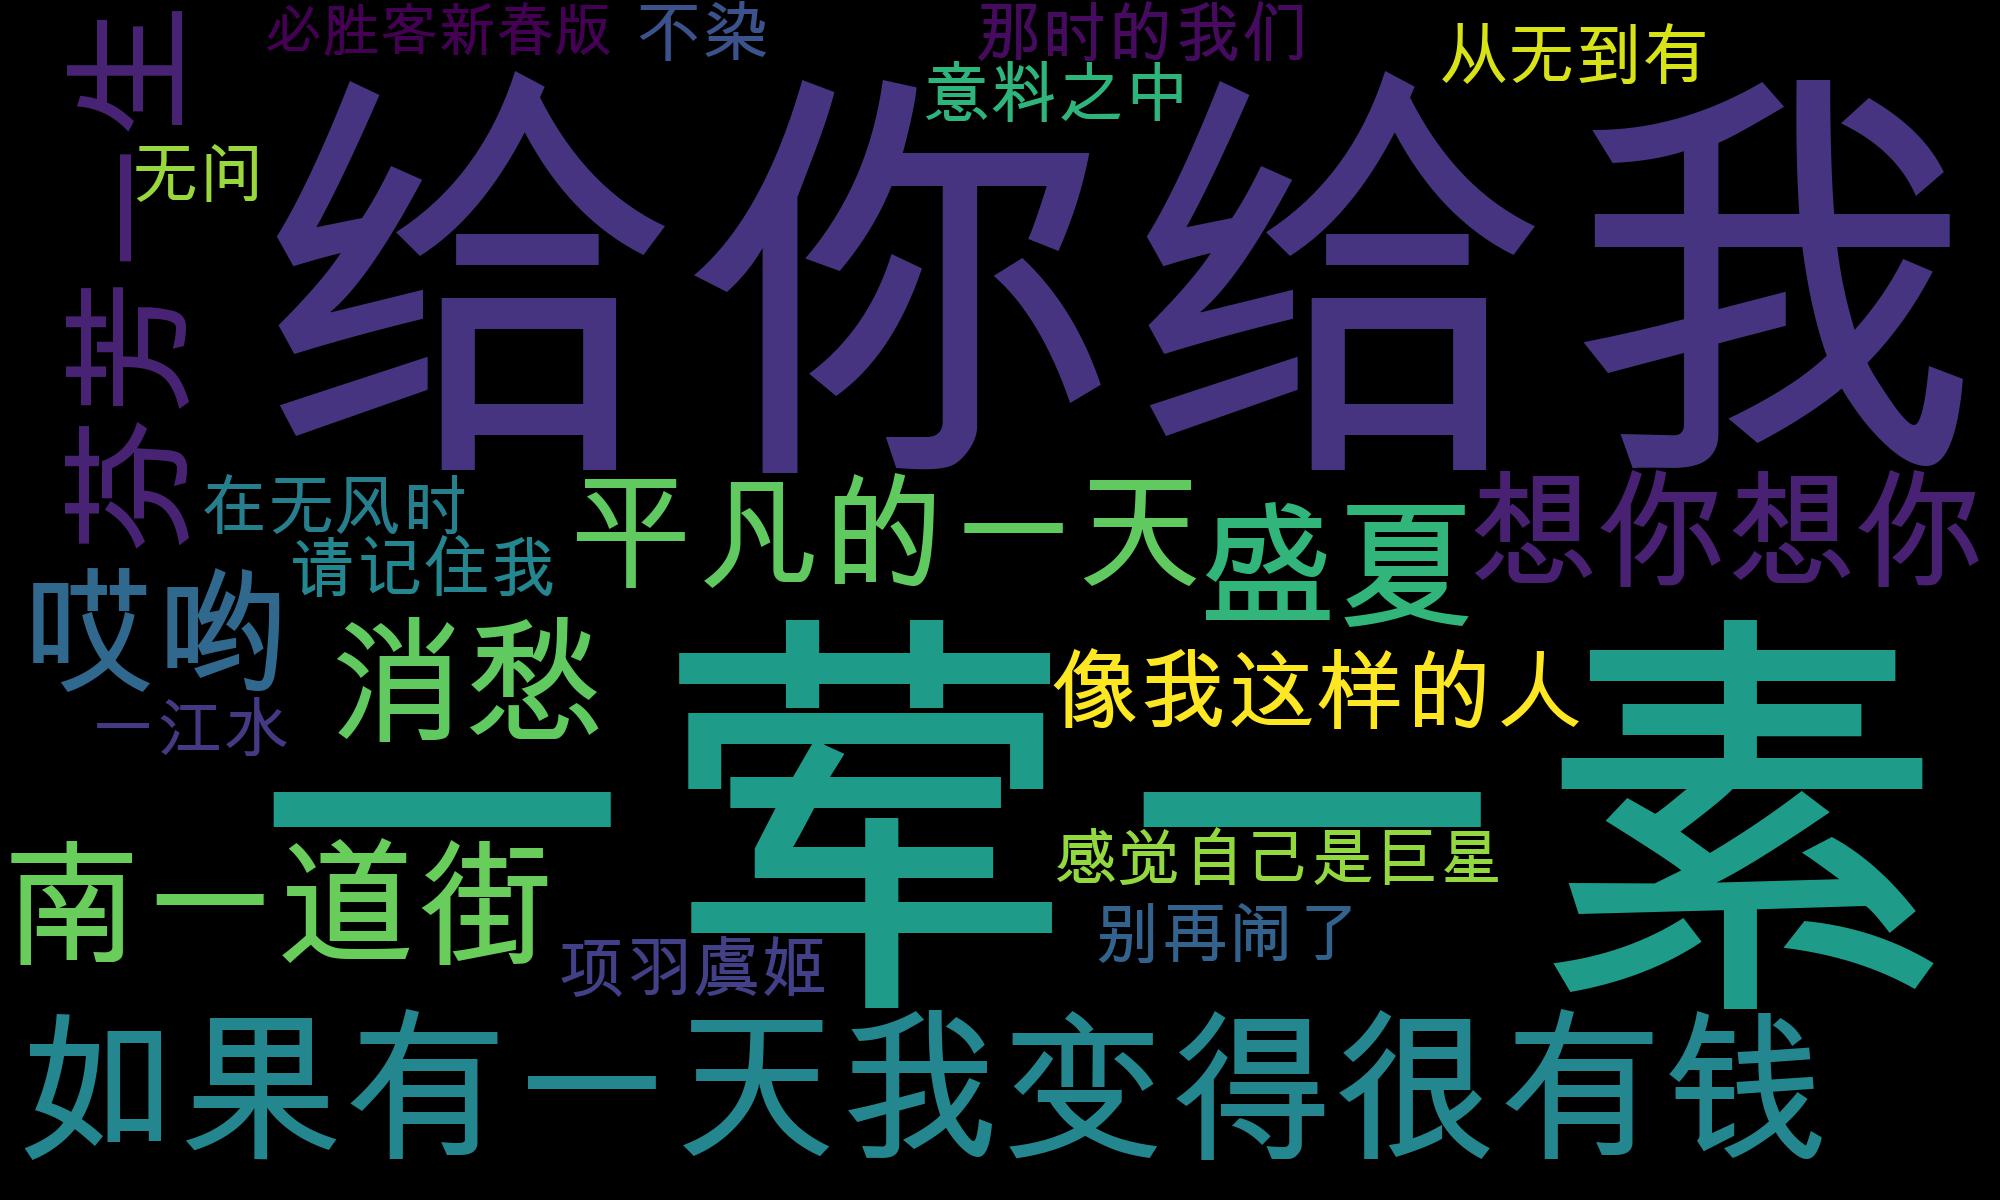 必胜客新春版
不染
那时的我们
从无到有
意料之中
芬芳一生
无问
给你给我
在无风时
平凡的一天
盛夏
想你想你
请记住我
哎哟
消愁
像我这样的人
一江水
一荤一素
南一道街
感觉自己是巨星
别再闹了
项羽虞姬
如果有一天我变得很有钱